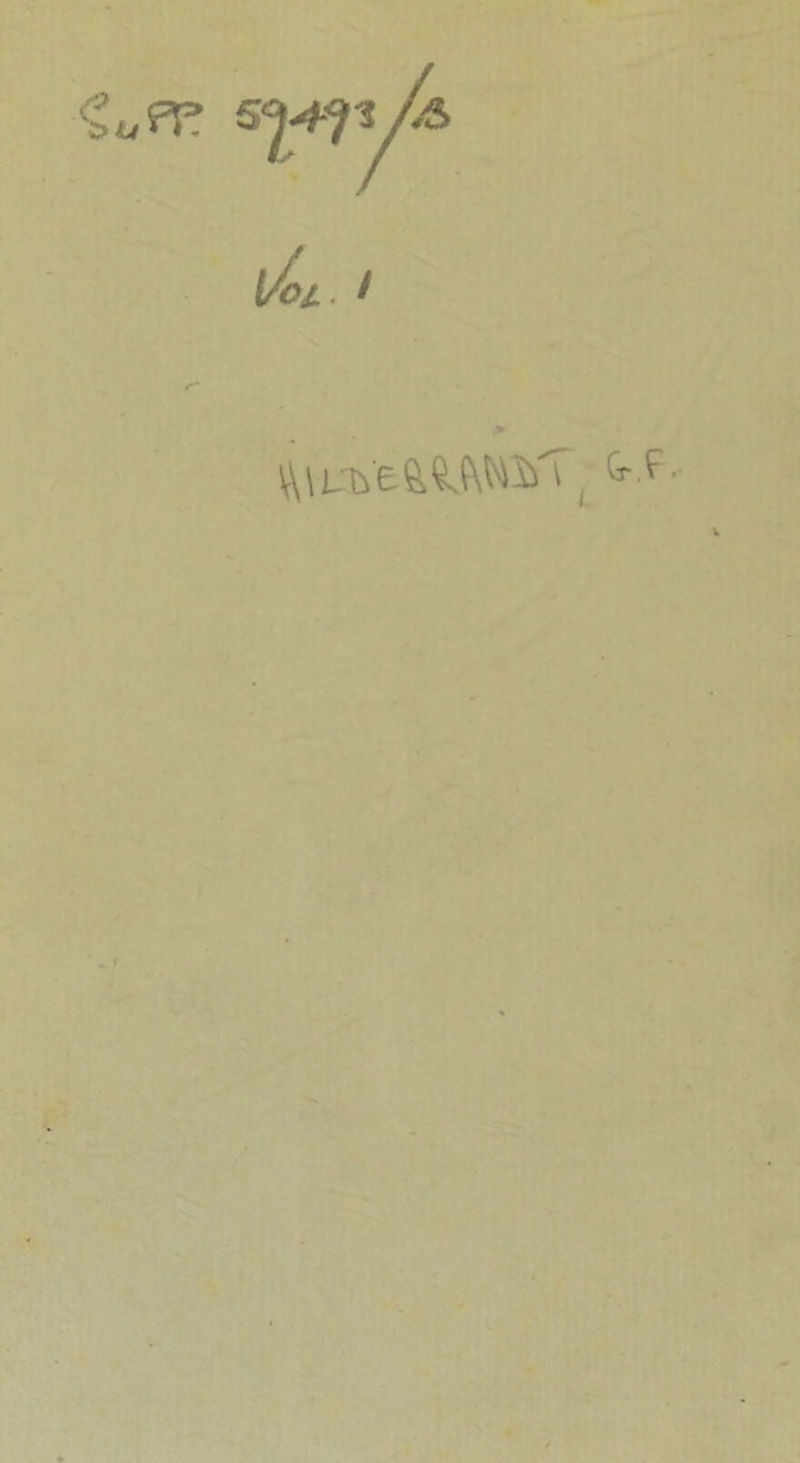 Supp. 59493/B
Vol. 1
HILDEBRANDT, G.F.